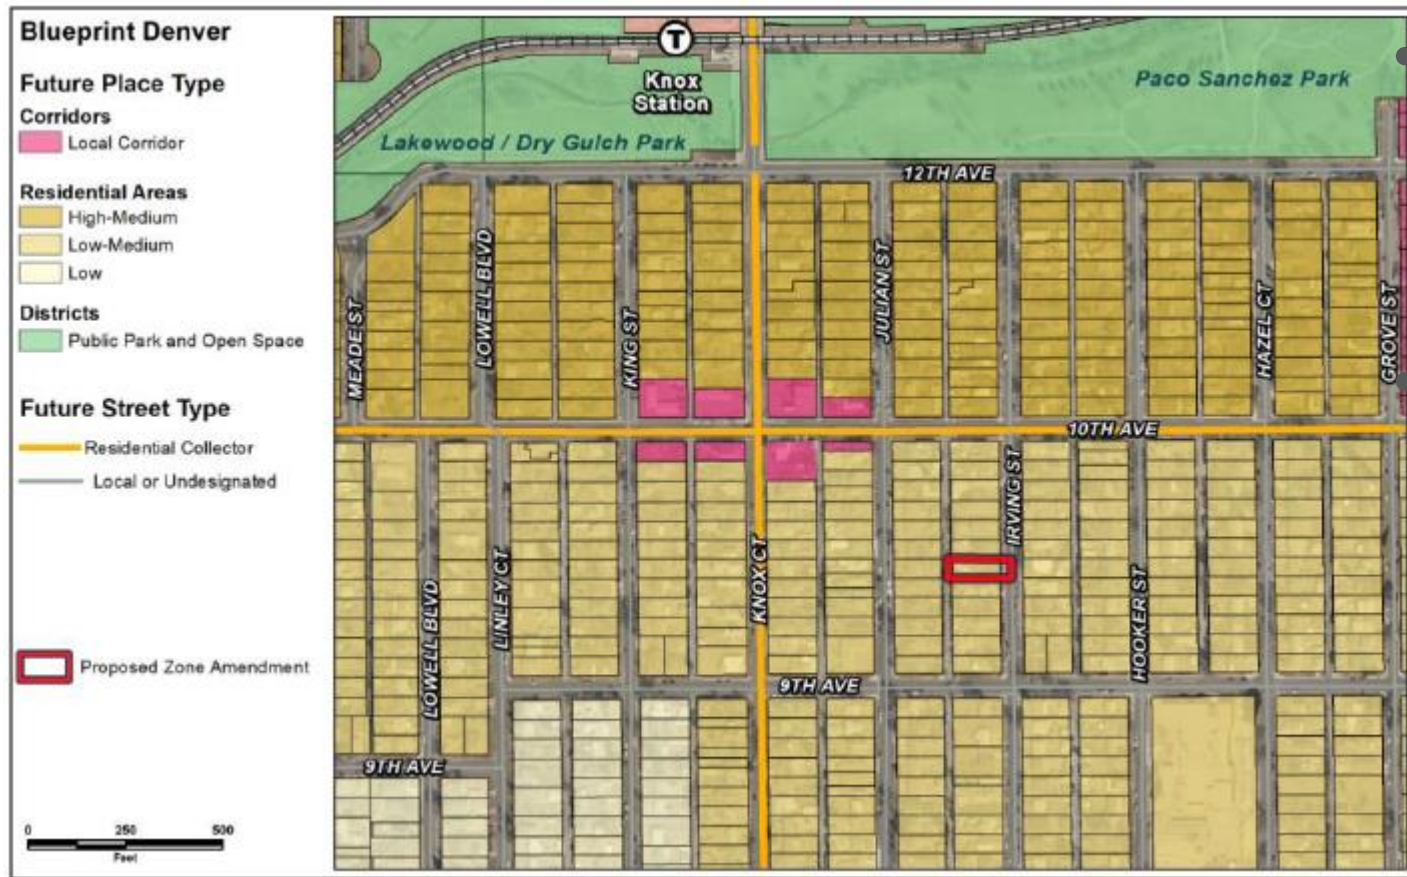 Blueprint Denver
Future Place Type
Corridors
Local Corridor
Residential Areas
High-Medium
Low-Medium
Low
Districts
Public Park and Open Space
Future Street Type
Residential Collector
Local or Undesignated
Proposed Zone Amendment
0 250 500
Feet
T
Knox
Station
Paco Sanchez Park
Lakewood / Dry Gulch Park
12TH AVE
MEADE ST
LOWELL BLVD
KING ST
JULIAN ST
HAZEL CT
GROVE ST
10TH AVE
LOWELL BLVD
LINLEY CT
KNOX CT
IRVING ST
HOOKER ST
9TH AVE
9TH AVE